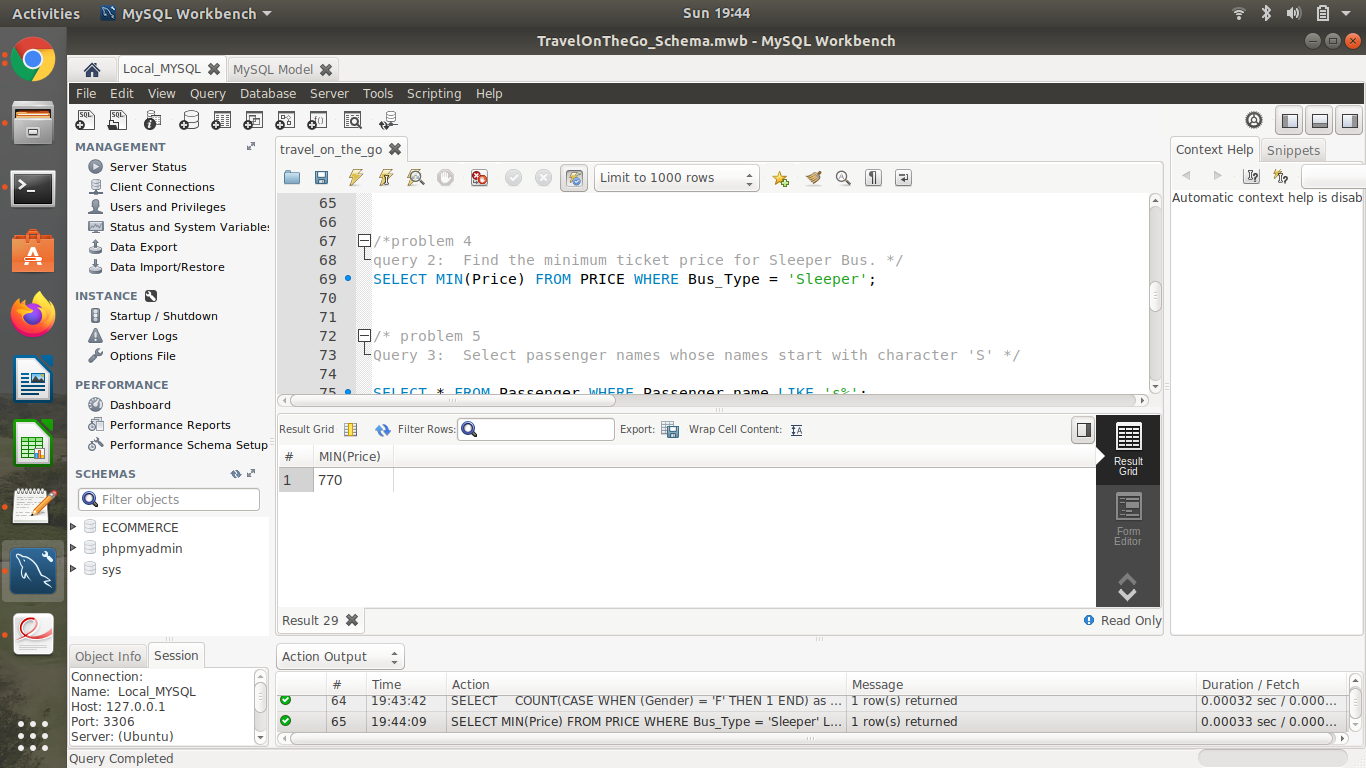 Activities MySQL Workbench Sun 19:44
TravelOnTheGo_Schema.mwb - MySQL Workbench
Local_MYSQL MySQL Model
File Edit View Query Database Server Tools Scripting Help
MANAGEMENT
Server Status
Client Connections
Users and Privileges
Status and System Variables
Data Export
Data Import/Restore
INSTANCE
Startup / Shutdown
Server Logs
Options File
PERFORMANCE
Dashboard
Performance Reports
Performance Schema Setup
SCHEMAS
Filter objects
ECOMMERCE
phpmyadmin
sys
Object Info Session
Connection:
Name: Local_MYSQL
Host: 127.0.0.1
Port: 3306
Server: (Ubuntu)
travel_on_the_go
Limit to 1000 rows
65
66
67 /*problem 4
68 query 2: Find the minimum ticket price for Sleeper Bus. */
69 SELECT MIN(Price) FROM PRICE WHERE Bus_Type = 'Sleeper';
70
71
72 /* problem 5
73 Query 3: Select passenger names whose names start with character 'S' */
74
75 SELECT * FROM Passenger WHERE Passenger_name LIKE 's%';
Result Grid Filter Rows: Export: Wrap Cell Content:
# MIN(Price)
1 770
Result Grid
Form Editor
Result 29 Read Only
Action Output
# Time Action Message Duration / Fetch
64 19:43:42 SELECT COUNT(CASE WHEN (Gender) = 'F' THEN 1 END) as ... 1 row(s) returned 0.00032 sec / 0.000...
65 19:44:09 SELECT MIN(Price) FROM PRICE WHERE Bus_Type = 'Sleeper' L... 1 row(s) returned 0.00033 sec / 0.000...
Context Help Snippets
Automatic context help is disab
Query Completed